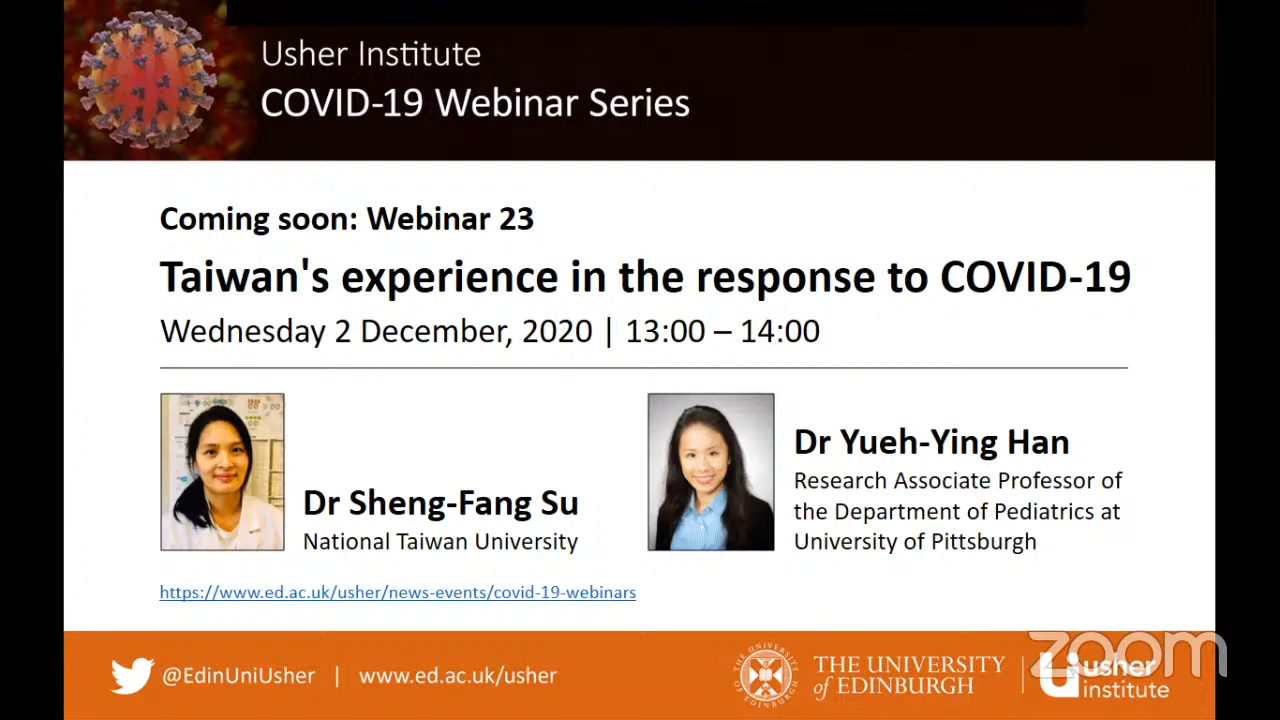 Usher Institute
COVID-19 Webinar Series
Coming soon: Webinar 23
Taiwan's experience in the response to COVID-19
Wednesday 2 December, 2020 | 13:00 – 14:00
Dr Sheng-Fang Su
National Taiwan University
Dr Yueh-Ying Han
Research Associate Professor of
the Department of Pediatrics at
University of Pittsburgh
https://www.ed.ac.uk/usher/news-events/covid-19-webinars
@EdinUniUsher | www.ed.ac.uk/usher
THE UNIVERSITY
of EDINBURGH
usher
institute
zoom